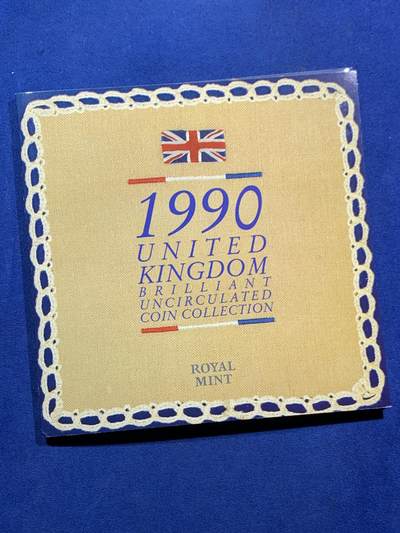 1990
UNITED
KINGDOM
BRILLIANT
UNCIRCULATED
COIN COLLECTION
ROYAL
MINT